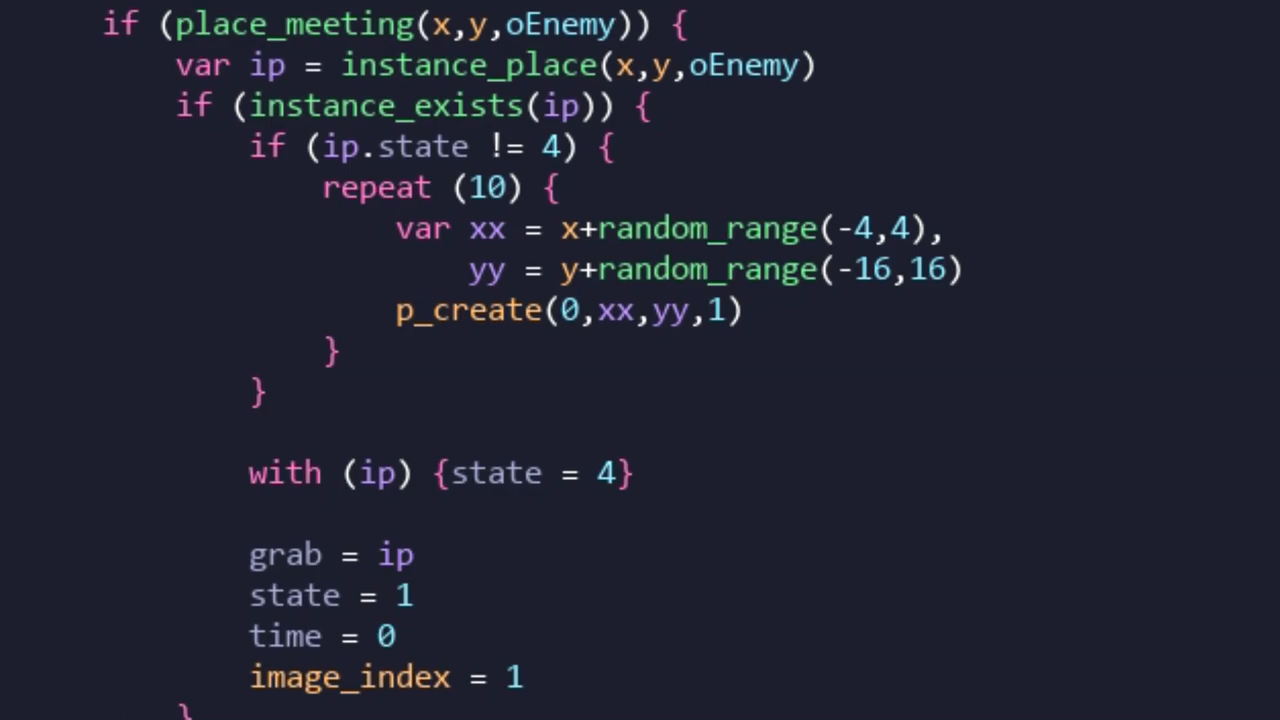 if (place_meeting(x,y,oEnemy)) {
var ip = instance_place(x,y,oEnemy)
if (instance_exists(ip)) {
if (ip.state != 4) {
repeat (10) {
var xx = x+random_range(-4,4),
yy = y+random_range(-16,16)
p_create(0,xx,yy,1)
}
}
with (ip) {state = 4}
grab = ip
state = 1
time = 0
image_index = 1
}